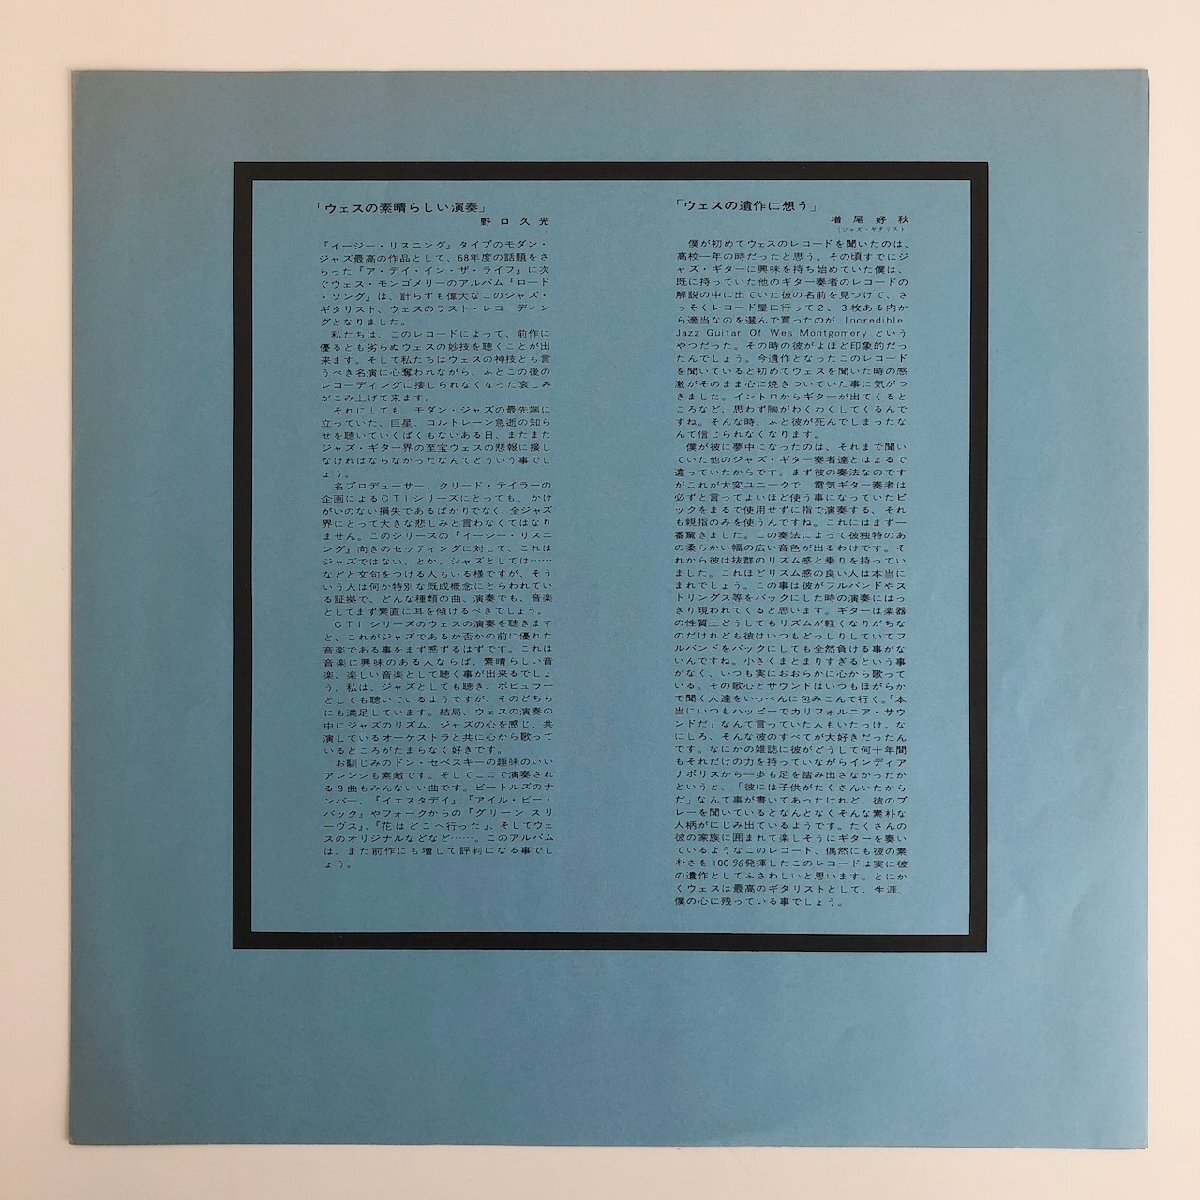 「ウェスの素晴らしい演奏」
野口久光
『イージー・リスニング』タイプのモダン・
ジャズ最高の作品として、68年度の話題をさ
らった『ア・デイ・イン・ザ・ライフ』に次
でウェス・モンゴメリーのアルバム『ロード
・ソング』は、計らずも偉大なこのジャズ・
ギタリスト、ウェスのラスト・レコーディン
グとなりました。
私たちは、このレコードによって、前作に
優るとも劣らぬウェスの妙技を聴くことが出
来ます。そして私たちはウェスの神技とも言
うべき名演に心奪われながら、ふとこの後の
レコーディングに接しられなくなった哀しみ
がこみ上げて来ます。
それにしても、モダン・ジャズの最先端に
立っていた、巨星、コルトレーン急逝の知ら
せを聴いていくばくもないある日、またまた
ジャズ・ギター界の至宝ウェスの悲報に接し
なければならなかったなんてどういう事でし
ょう。
名プロデューサー クリード・テイラーの
企画によるCTIシリーズにとっても、かけ
がいのない損失であるばかりでなく、全ジャズ
界にとって大きな悲しみと言わなくてはなり
ません。このシリーズの『イージー・リスニ
ング』向きのセッティングに対して、これは
ジャズではない、とか、ジャズとしては……
などと文句をつける人もいる様ですが、そう
いう人は何か特別な既成概念にとらわれてい
る証拠で、どんな種類の曲、演奏でも、音楽
としてまず素直に耳を傾けるべきでしょう。
CTIシリーズのウェスの演奏を聴きます
と、これがジャズであるか否かの前に優れた
音楽である事をまず感ずるはずです。これは
音楽に興味のある人ならば、素晴らしい音
楽、楽しい音楽として聴く事が出来るでしょ
う。私は、ジャズとしても聴き、ポピュラー
としても聴いているようですが、そのどちら
にも満足しています。結局、ウェスの演奏の
中にジャズのリズム、ジャズの心を感じ、共
演しているオーケストラと共に心から歌って
いるところがたまらなく好きです。
お馴じみのドン・セベスキーの趣味のいい
アレンジも素敵です。そしてここで演奏され
る9曲もみんないい曲です。ビートルズのナ
ンバー、『イエスタデイ』、『アイル・ビー・
バック』やフォークからの『グリーン スリ
ーヴス』、『花はどこへ行った』、そしてウェ
スのオリジナルなどなど……。このアルバム
は、また前作にも増して評判になる事でし
ょう。
「ウェスの遺作に想う」
増尾好秋
(ジャズ・ギタリスト)
僕が初めてウェスのレコードを聞いたのは、
高校一年の時だったと思う。その頃すでにジ
ャズ・ギターに興味を持ち始めていた僕は、
既に持っていた他のギター奏者のレコードの
解説の中に出ていた彼の名前を見つけて、さ
っそくレコード屋に行って2、3枚ある内か
ら適当なのを選んで買ったのが、Incredible
Jazz Guitar Of Wes Montgomery という
やつだった。その時の彼がよほど印象的だっ
たんでしょう。今遺作となったこのレコード
を聞いていると初めてウェスを聞いた時の感
激がそのまま心に焼きついていた事に気がつ
きました。イントロからギターが出てくると
ころなど、思わず胸がわくわくしてくるんで
すね。そんな時、ふと彼が死んでしまったな
んて信じられなくなります。
僕が彼に夢中になったのは、それまで聞い
ていた他のジャズ・ギター奏者達とはまるで
違っていたからです。まず彼の奏法なのです
がこれが大変ユニークで、電気ギター奏者は
必ずと言ってよいほど使う事になっていたピ
ックをまるで使用せずに指で演奏する、それ
も親指のみを使うんですね。これにはまず一
番驚きました。この奏法によって彼独特のあ
の柔らかい幅の広い音色が出るわけです。そ
れから彼は抜群のリズム感と乗りを持ってい
ました。これほどリズム感の良い人は本当に
まれでしょう。この事は彼がフルバンドやス
トリングス等をバックにした時の演奏にはっ
きり現われてくると思います。ギターは楽器
の性質上どうしてもリズムが軽くなりがちな
のだけれども彼はいつもどっしりしていてフ
ルバンドをバックにしても全然負ける事がな
いんですね。小さくまとまりすぎるという事
がなく、いつも実におおらかに心から歌って
いる。その歌心とサウンドはいつもほがらか
で聞く人達をいっぺんに包みこんで行く。「本
当にいつもハッピーでカリフォルニア・サウ
ンドだ」なんて言っていた人もいたっけ。な
にしろ、そんな彼のすべてが大好きだったん
です。なにかの雑誌に彼がどうして何十年間
もそれだけの力を持っていながらインディア
ナポリスから一歩も足を踏み出さなかったか
というと、「彼には子供がたくさんいたから
だ」なんて事が書いてあったけれど、彼のプ
レーを聞いているとなんとなくそんな素朴な
人柄がにじみ出ているようです。たくさんの
彼の家族に囲まれて楽しそうにギターを奏い
ているようなこのレコード、偶然にも彼の素
朴さを100%発揮したこのレコードは実に彼
の遺作としてふさわしいと思います。とにか
くウェスは最高のギタリストとして、生涯、
僕の心に残っている事でしょう。